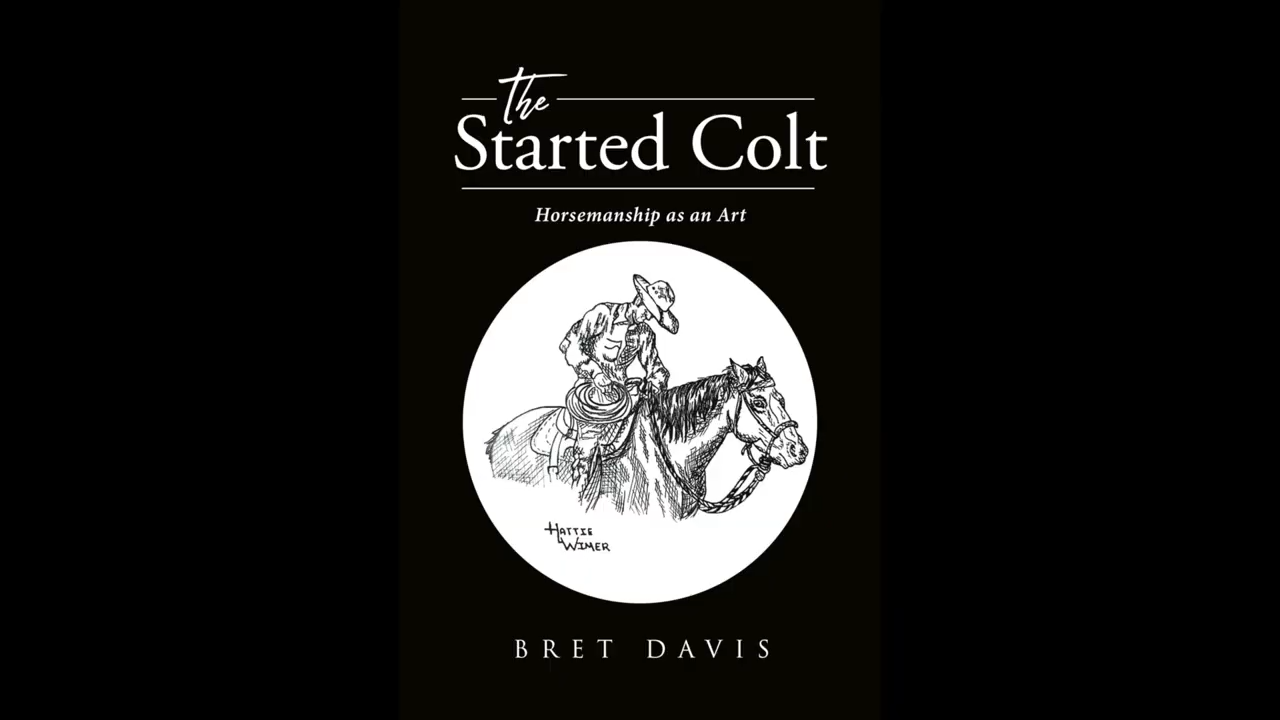 The
Started Colt
Horsemanship as an Art
HATTIE
WIMER
BRET DAVIS